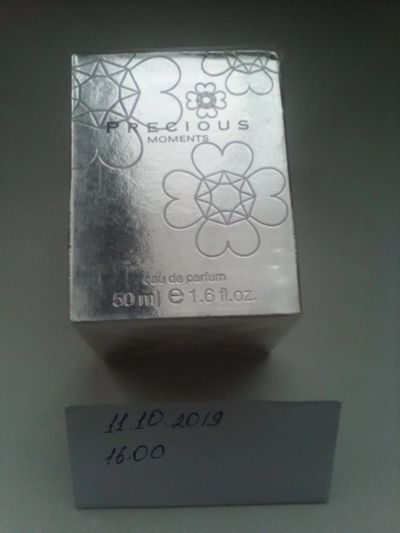 PRECIOUS
MOMENTS
eau de parfum
50 ml e 1.6 fl.oz.
11.10.2019
16.00